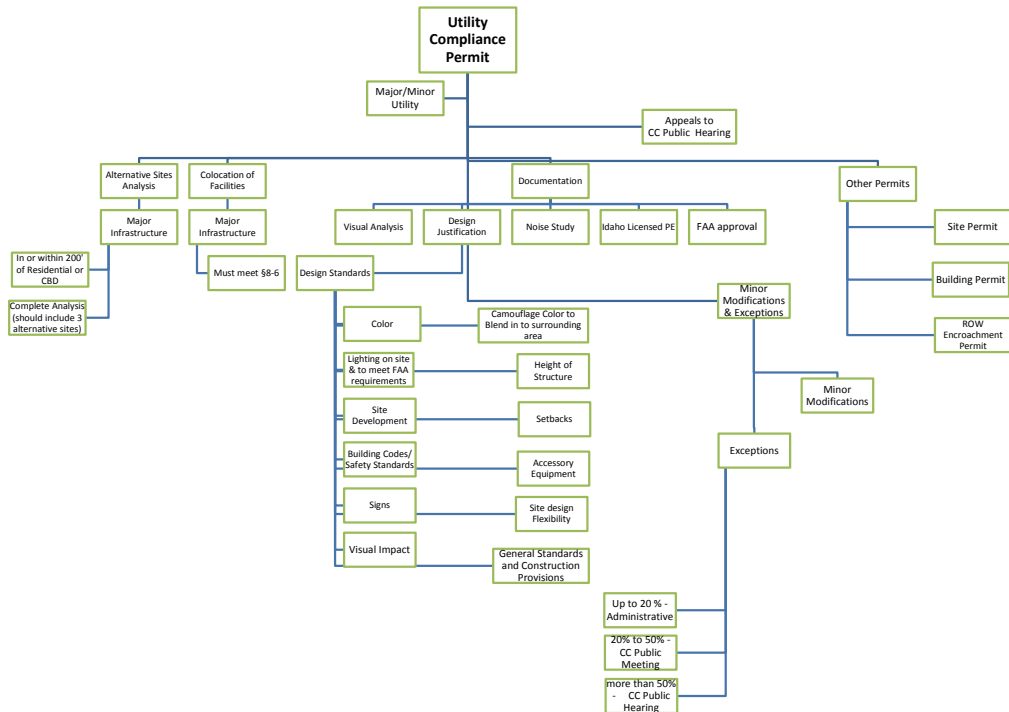 Utility
Compliance
Permit
Major/Minor
Utility
Appeals to
CC Public Hearing
Alternative Sites
Analysis
Colocation of
Facilities
Documentation
Other Permits
Major
Infrastructure
Major
Infrastructure
Visual Analysis
Design
Justification
Noise Study
Idaho Licensed PE
FAA approval
Site Permit
In or within 200'
of Residential or
CBD
Must meet §8-6
Design Standards
Building Permit
Complete Analysis
(should include 3
alternative sites)
Minor
Modifications
& Exceptions
Color
Camouflage Color to
Blend in to surrounding
area
ROW
Encroachment
Permit
Lighting on site
& to meet FAA
requirements
Height of
Structure
Minor
Modifications
Site
Development
Setbacks
Exceptions
Building Codes/
Safety Standards
Accessory
Equipment
Signs
Site design
Flexibility
Visual Impact
General Standards
and Construction
Provisions
Up to 20 % -
Administrative
20% to 50% -
CC Public
Meeting
more than 50%
- CC Public
Hearing